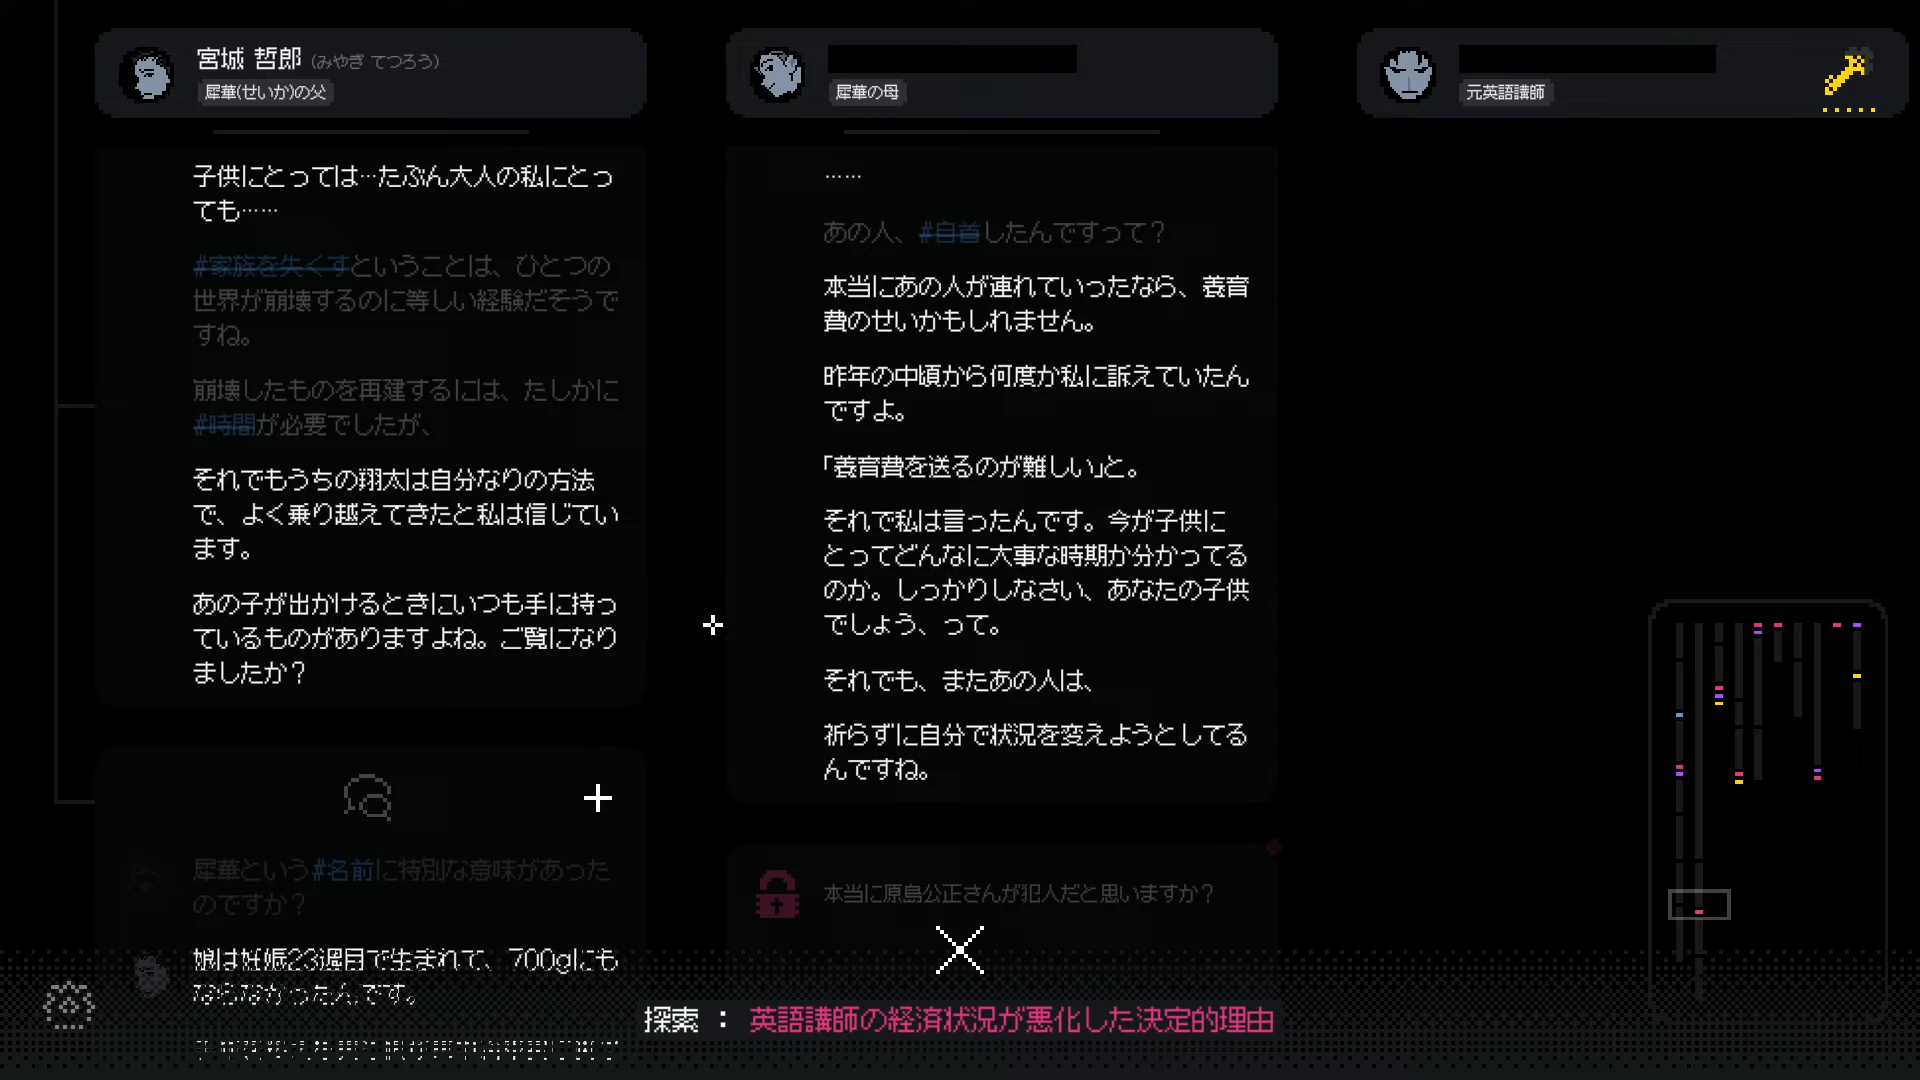 宮城 哲郎 (みやぎ てつろう)
犀華(せいか)の父
子供にとっては…たぶん大人の私にとっ
ても……
#家族を失くすということは、ひとつの
世界が崩壊するのに等しい経験だそうで
すね。
崩壊したものを再建するには、たしかに
#時間が必要でしたが、
それでもうちの翔太は自分なりの方法
で、よく乗り越えてきたと私は信じてい
ます。
あの子が出かけるときにいつも手に持っ
ているものがありますよね。ご覧になり
ましたか？
犀華という#名前に特別な意味があった
のですか？
娘は妊娠23週目で生まれて、700gにも
ならなかったんです。
犀華の母
……
あの人、#自首したんですって？
本当にあの人が連れていったなら、養育
費のせいかもしれません。
昨年の中頃から何度か私に訴えていたん
ですよ。
「養育費を送るのが難しい」と。
それで私は言ったんです。今が子供に
とってどんなに大事な時期か分かってる
のか。しっかりしなさい、あなたの子供
でしょう、って。
それでも、またあの人は、
祈らずに自分で状況を変えようとしてる
んですね。
本当に原島公正さんが犯人だと思いますか？
元英語講師
探索 : 英語講師の経済状況が悪化した決定的理由